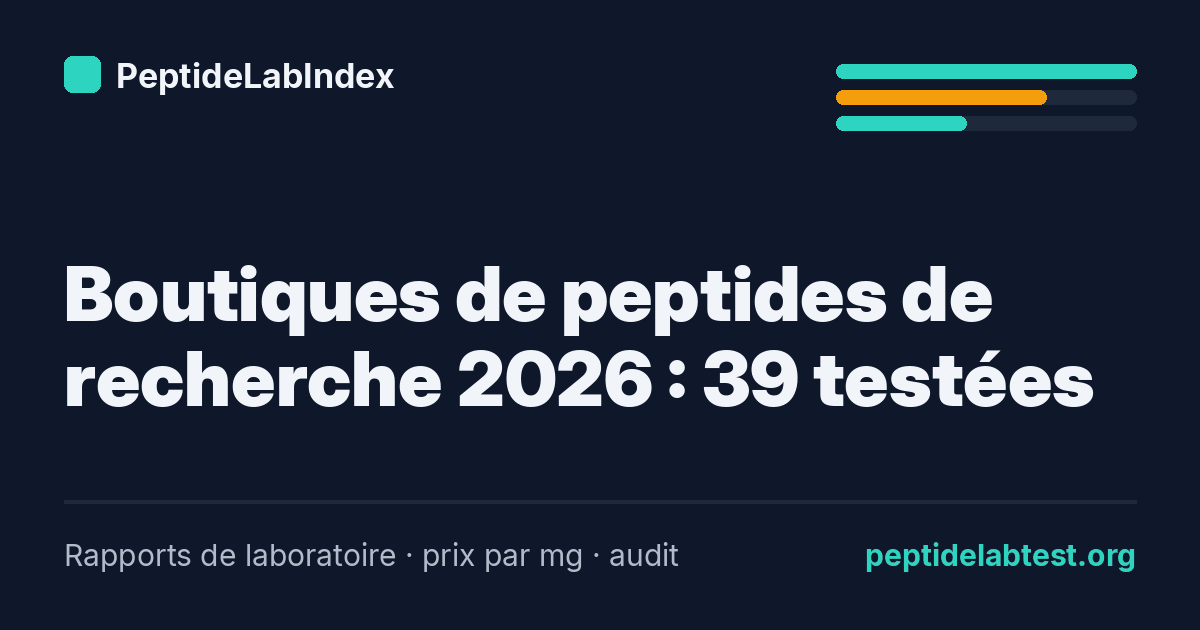 PeptideLabIndex
Boutiques de peptides de
recherche 2026 : 39 testées
Rapports de laboratoire · prix par mg · audit
peptidelabtest.org